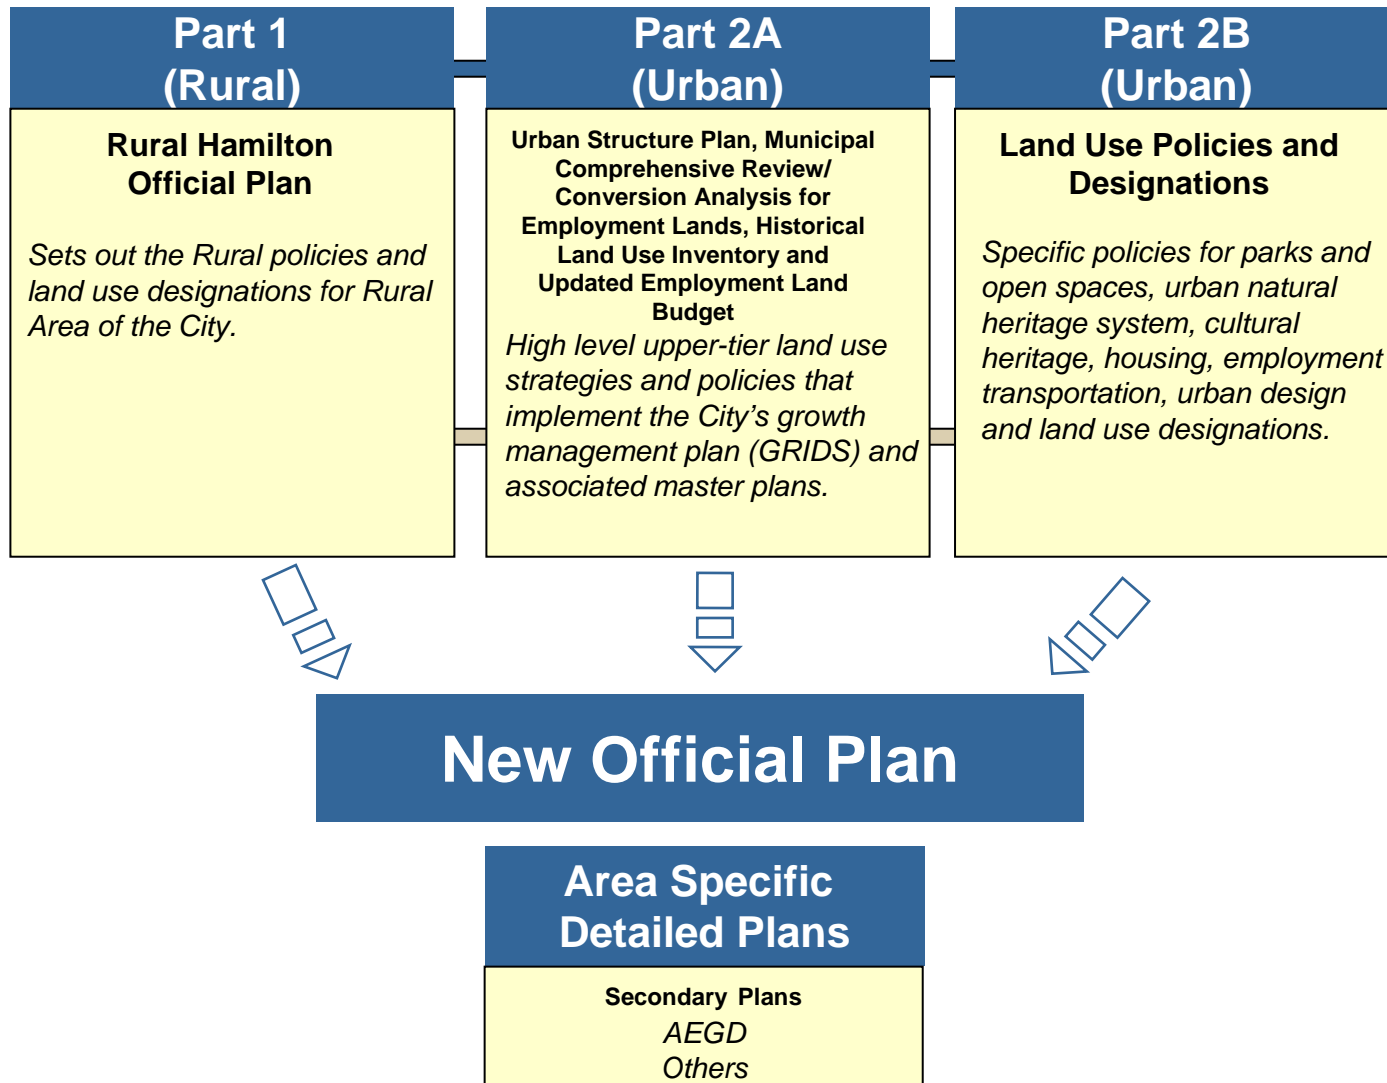 Part 1
(Rural)
Rural Hamilton
Official Plan
Sets out the Rural policies and
land use designations for Rural
Area of the City.
Part 2A
(Urban)
Urban Structure Plan, Municipal
Comprehensive Review/
Conversion Analysis for
Employment Lands, Historical
Land Use Inventory and
Updated Employment Land
Budget
High level upper-tier land use
strategies and policies that
implement the City’s growth
management plan (GRIDS) and
associated master plans.
Part 2B
(Urban)
Land Use Policies and
Designations
Specific policies for parks and
open spaces, urban natural
heritage system, cultural
heritage, housing, employment
transportation, urban design
and land use designations.
New Official Plan
Area Specific
Detailed Plans
Secondary Plans
AEGD
Others